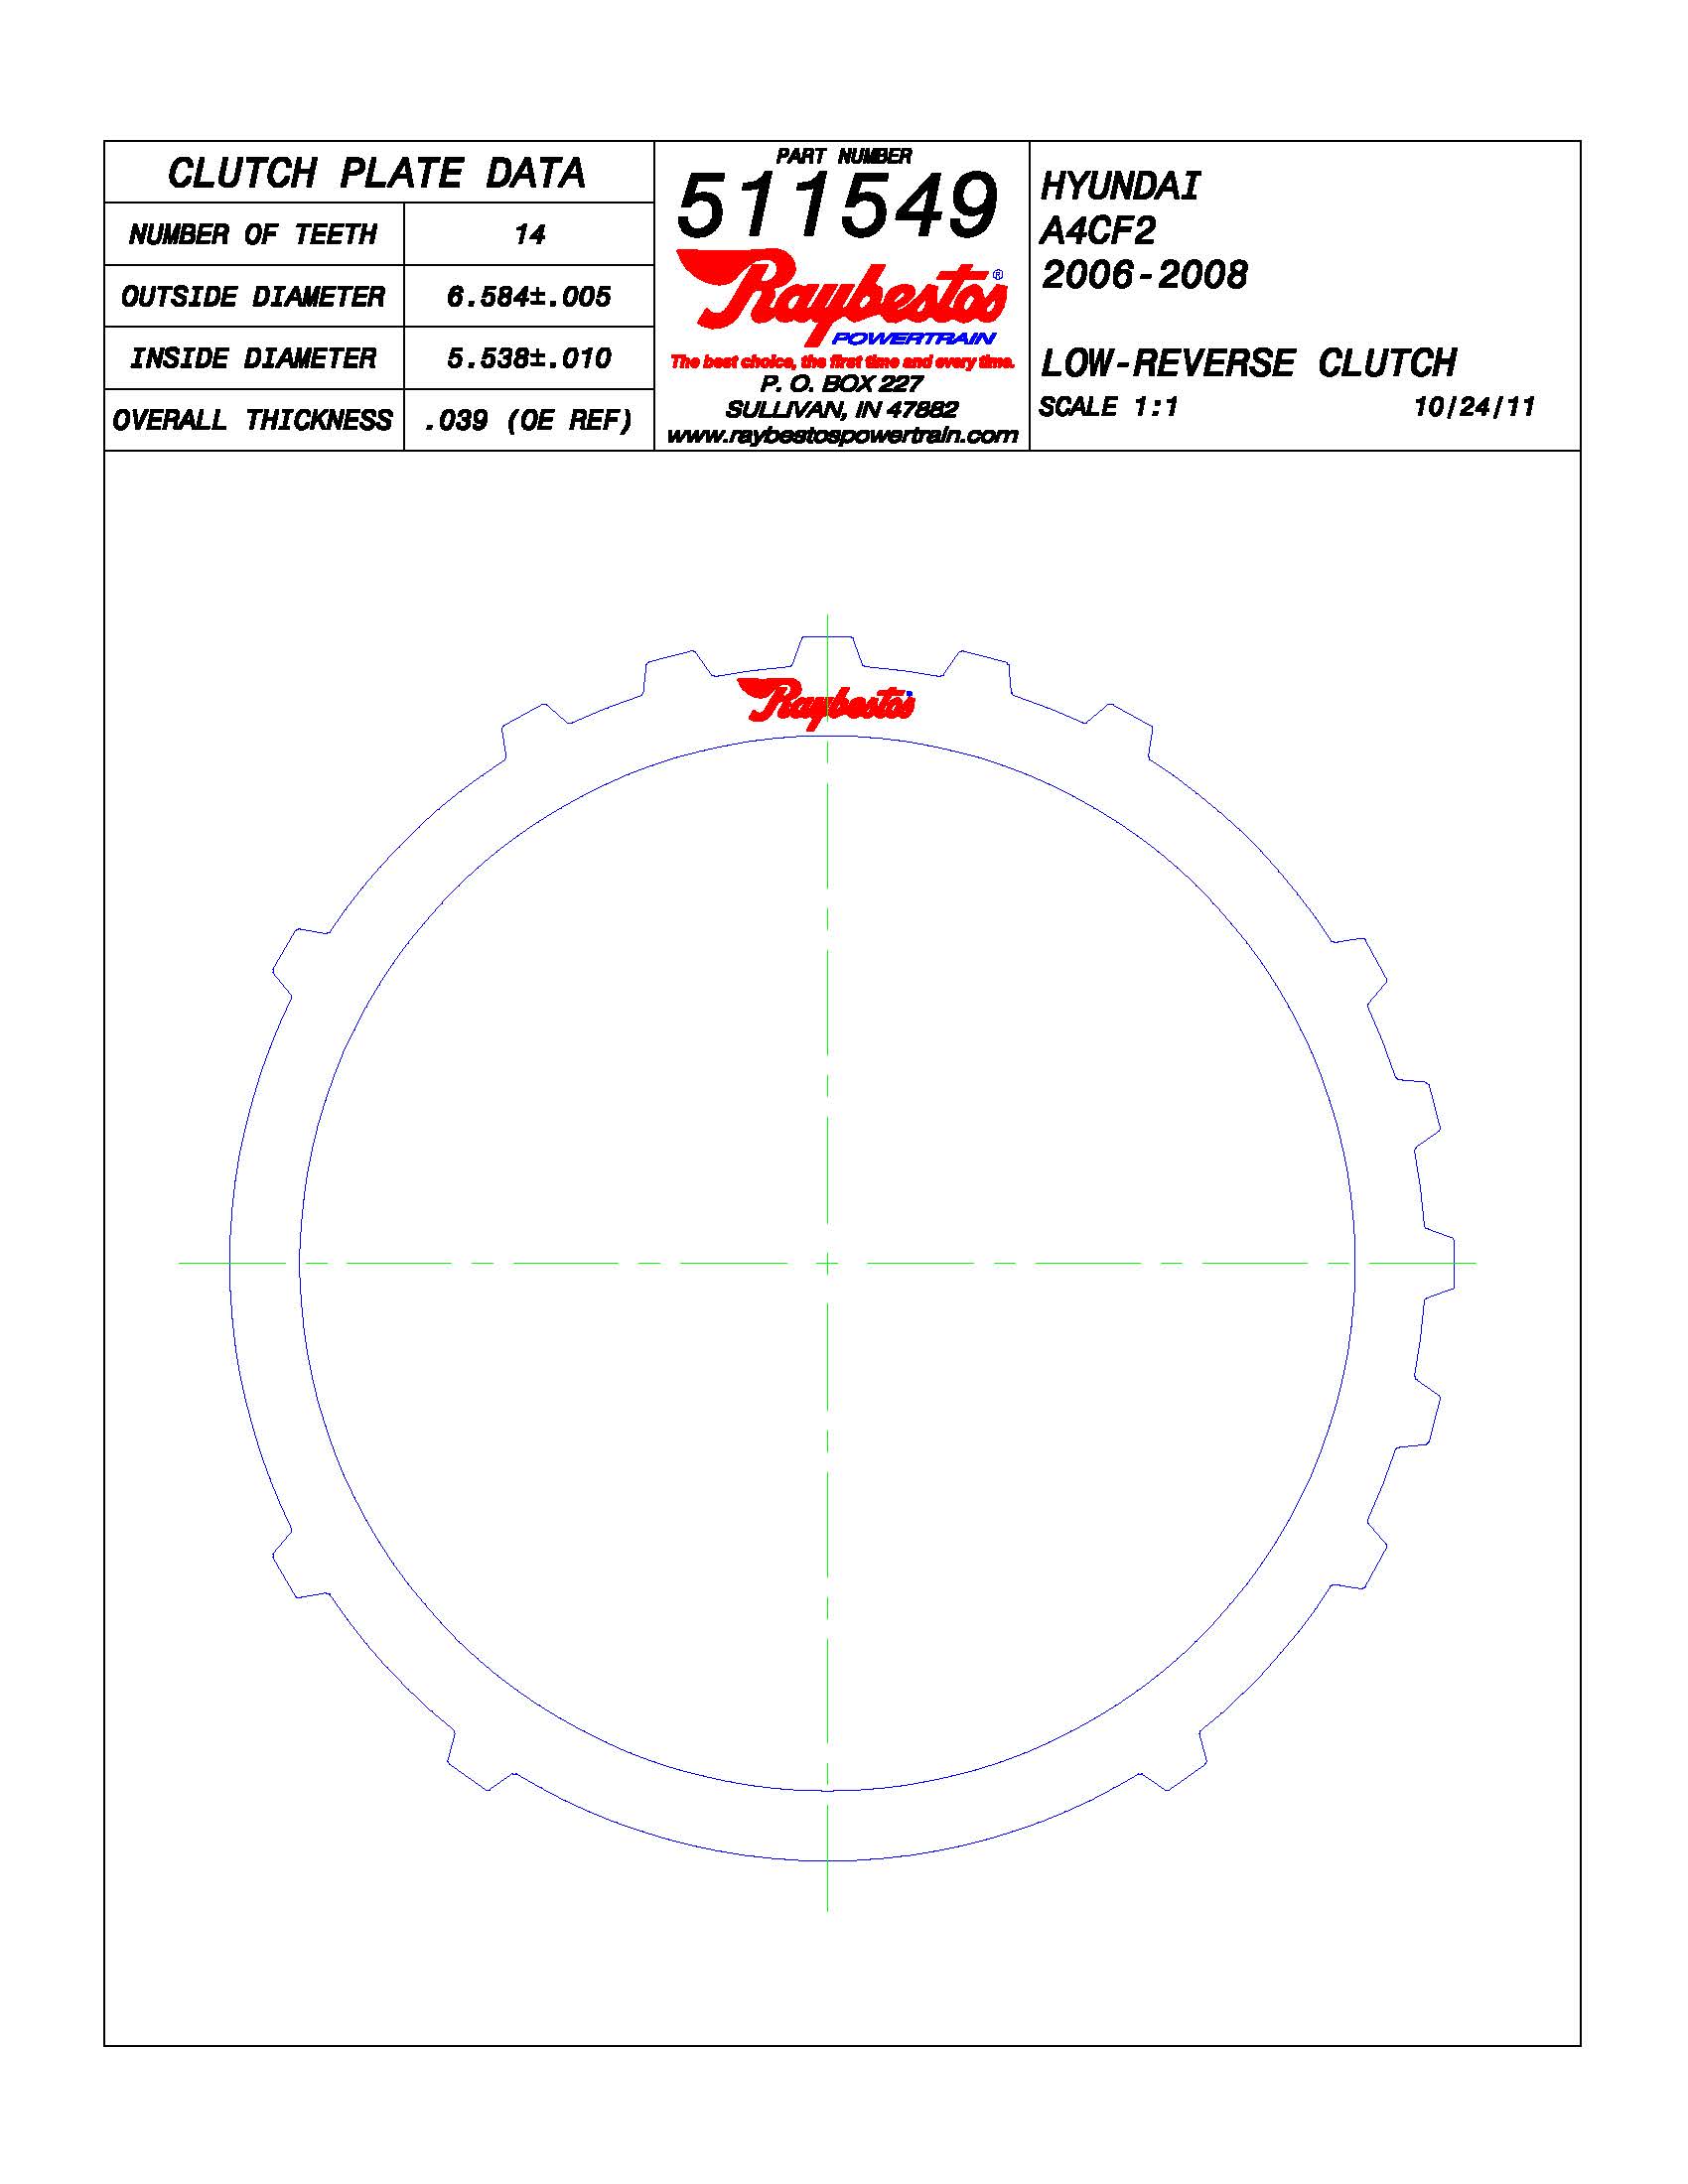 CLUTCH PLATE DATA
NUMBER OF TEETH 14
OUTSIDE DIAMETER 6.584±.005
INSIDE DIAMETER 5.538±.010
OVERALL THICKNESS .039 (OE REF)
PART NUMBER
511549
Raybestos®
POWERTRAIN
The best choice, the first time and every time.
P. O. BOX 227
SULLIVAN, IN 47882
www.raybestospowertrain.com
HYUNDAI
A4CF2
2006-2008
LOW-REVERSE CLUTCH
SCALE 1:1 10/24/11
Raybestos